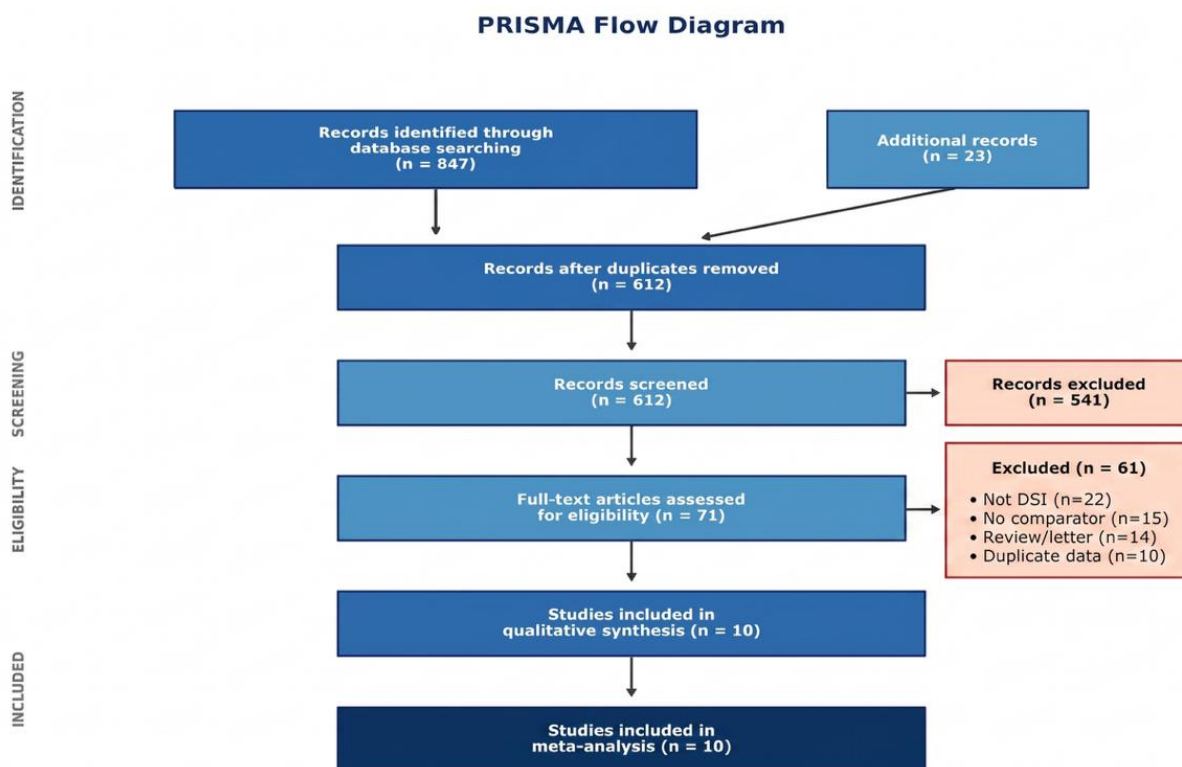 PRISMA Flow Diagram
IDENTIFICATION
Records identified through
database searching
(n = 847)
Additional records
(n = 23)
Records after duplicates removed
(n = 612)
SCREENING
Records screened
(n = 612)
Records excluded
(n = 541)
ELIGIBILITY
Full-text articles assessed
for eligibility (n = 71)
Excluded (n = 61)
• Not DSI (n=22)
• No comparator (n=15)
• Review/letter (n=14)
• Duplicate data (n=10)
INCLUDED
Studies included in
qualitative synthesis (n = 10)
Studies included in
meta-analysis (n = 10)